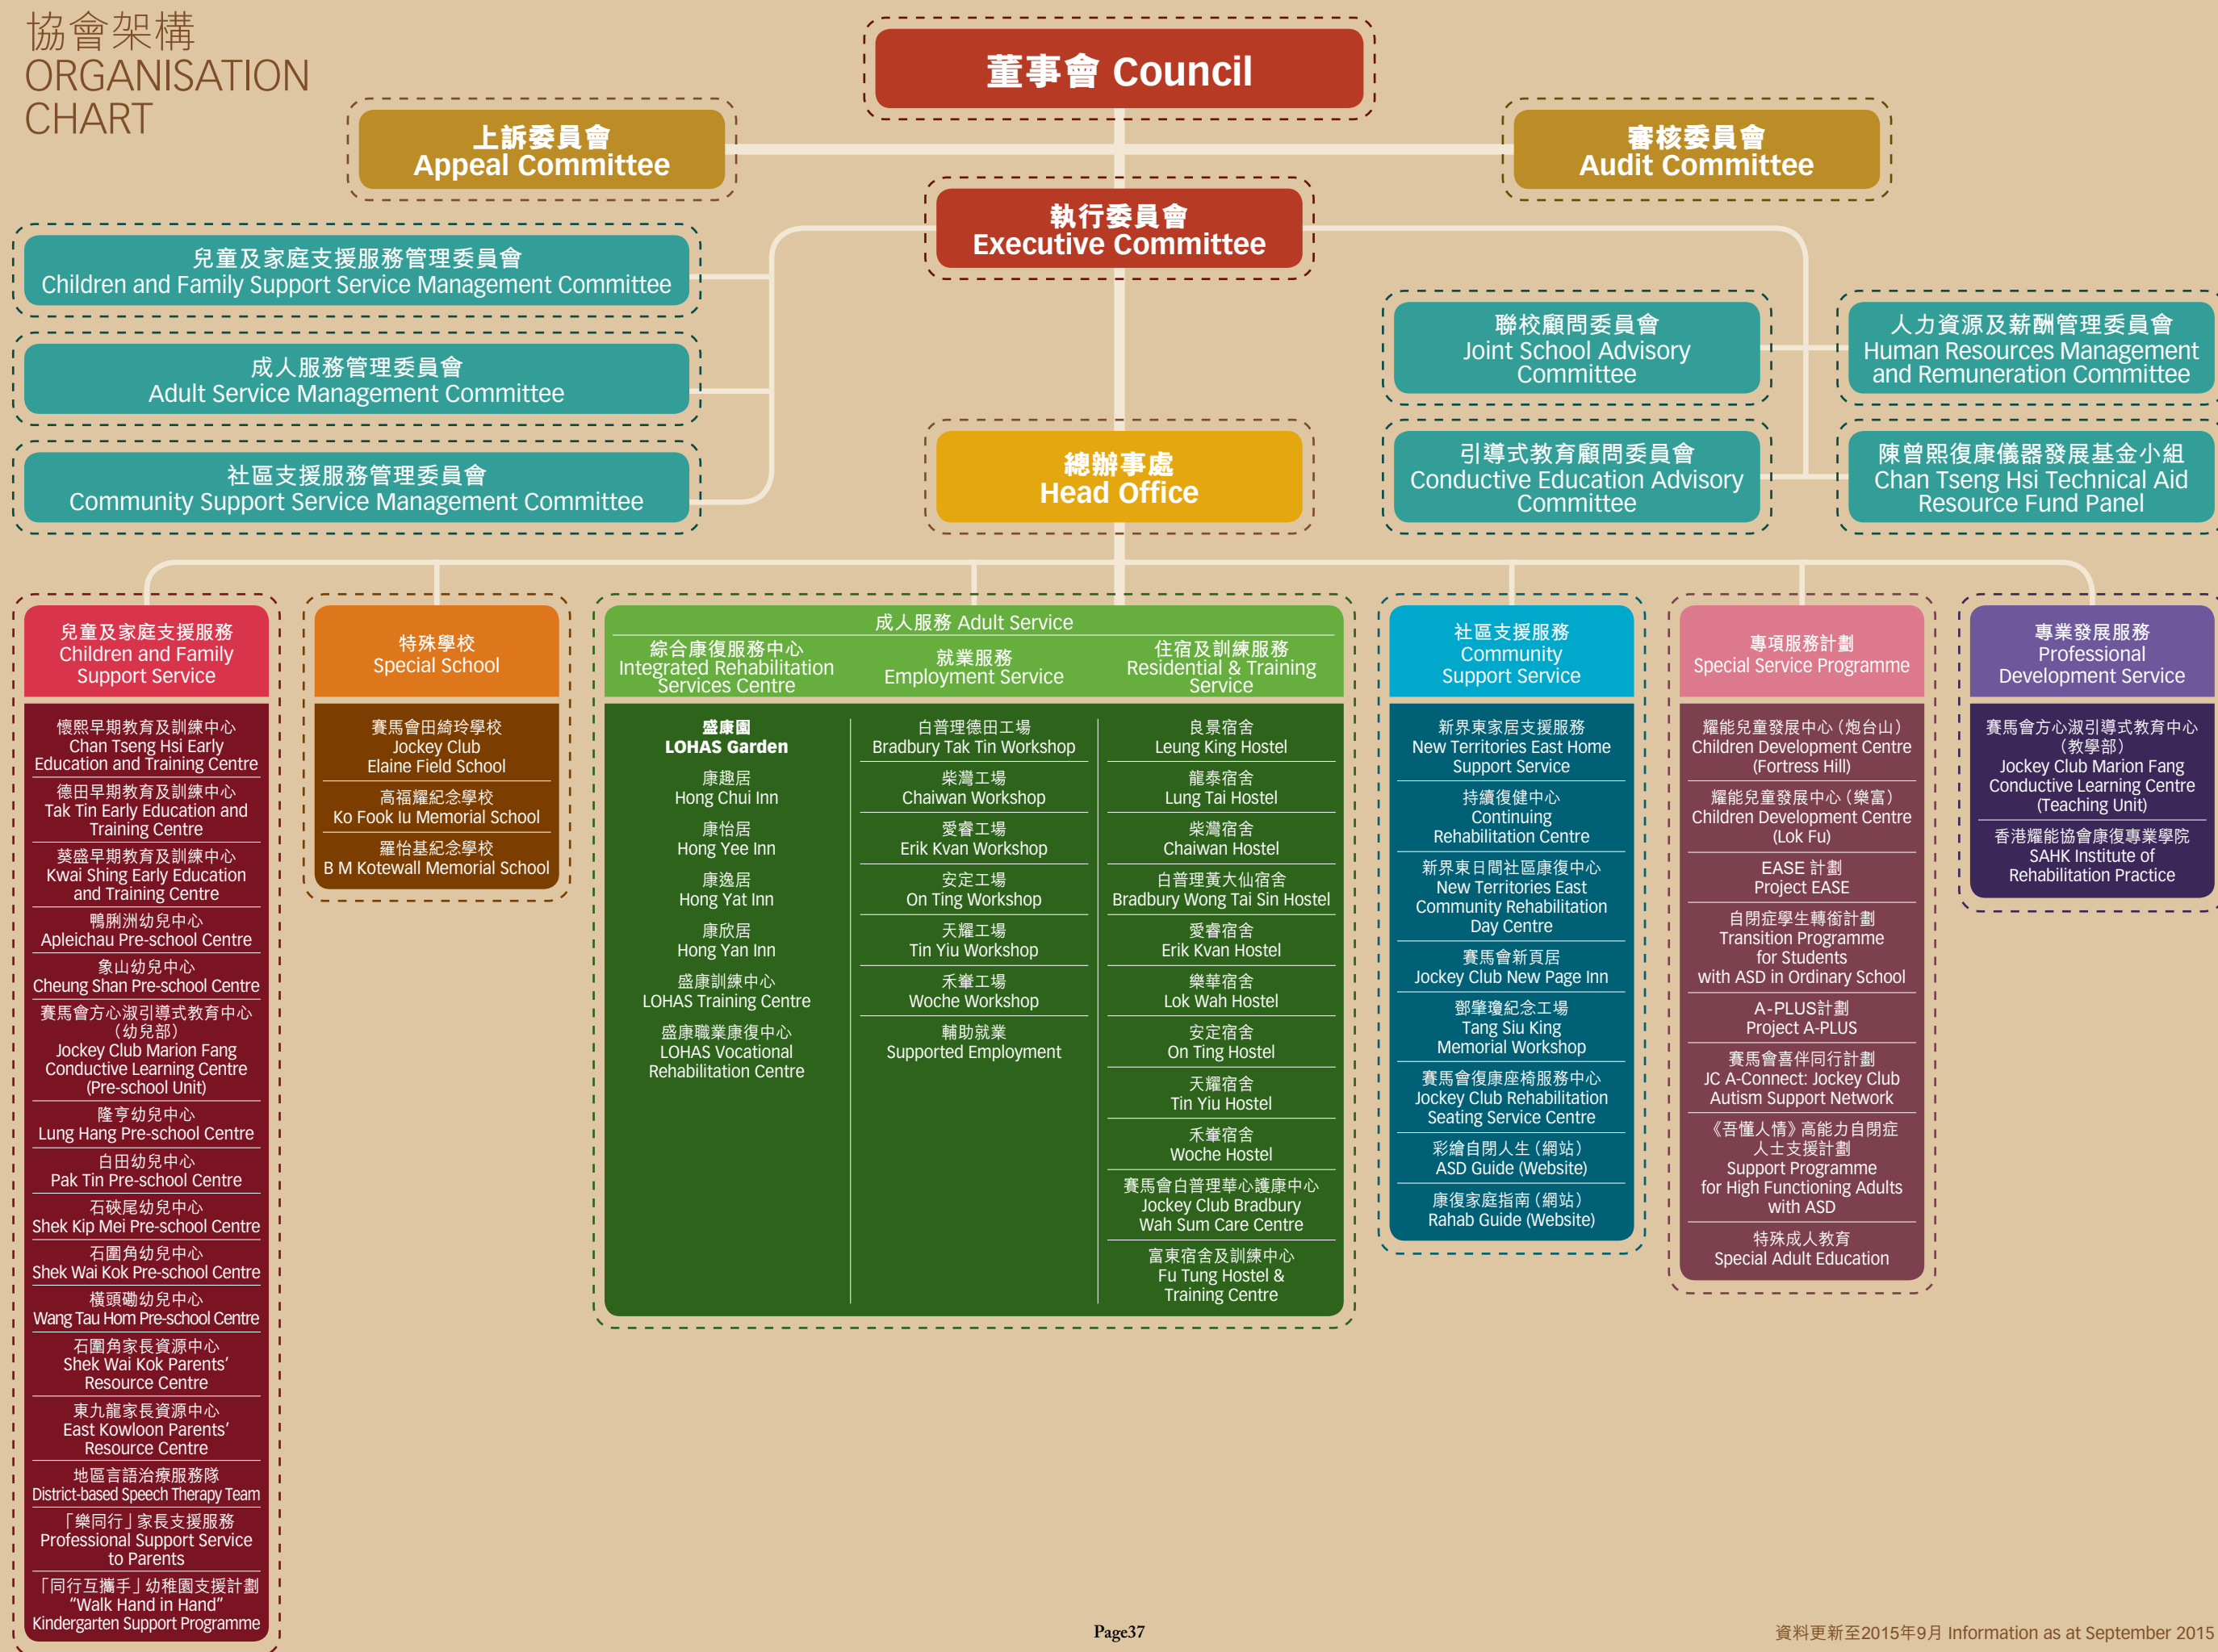 協會架構
ORGANISATION
CHART
董事會 Council
上訴委員會
Appeal Committee
審核委員會
Audit Committee
執行委員會
Executive Committee
兒童及家庭支援服務管理委員會
Children and Family Support Service Management Committee
成人服務管理委員會
Adult Service Management Committee
社區支援服務管理委員會
Community Support Service Management Committee
聯校顧問委員會
Joint School Advisory
Committee
人力資源及薪酬管理委員會
Human Resources Management
and Remuneration Committee
引導式教育顧問委員會
Conductive Education Advisory
Committee
陳曾熙復康儀器發展基金小組
Chan Tseng Hsi Technical Aid
Resource Fund Panel
總辦事處
Head Office
兒童及家庭支援服務
Children and Family
Support Service
懷熙早期教育及訓練中心
Chan Tseng Hsi Early
Education and Training Centre
德田早期教育及訓練中心
Tak Tin Early Education and
Training Centre
葵盛早期教育及訓練中心
Kwai Shing Early Education
and Training Centre
鴨脷洲幼兒中心
Apleichau Pre-school Centre
象山幼兒中心
Cheung Shan Pre-school Centre
賽馬會方心淑引導式教育中心
（幼兒部）
Jockey Club Marion Fang
Conductive Learning Centre
(Pre-school Unit)
隆亨幼兒中心
Lung Hang Pre-school Centre
白田幼兒中心
Pak Tin Pre-school Centre
石硤尾幼兒中心
Shek Kip Mei Pre-school Centre
石圍角幼兒中心
Shek Wai Kok Pre-school Centre
橫頭磡幼兒中心
Wang Tau Hom Pre-school Centre
石圍角家長資源中心
Shek Wai Kok Parents’
Resource Centre
東九龍家長資源中心
East Kowloon Parents’
Resource Centre
地區言語治療服務隊
District-based Speech Therapy Team
「樂同行」家長支援服務
Professional Support Service
to Parents
「同行互攜手」幼稚園支援計劃
“Walk Hand in Hand”
Kindergarten Support Programme
特殊學校
Special School
賽馬會田綺玲學校
Jockey Club
Elaine Field School
高福耀紀念學校
Ko Fook Iu Memorial School
羅怡基紀念學校
B M Kotewall Memorial School
成人服務 Adult Service
綜合康復服務中心
Integrated Rehabilitation
Services Centre
盛康園
LOHAS Garden
康趣居
Hong Chui Inn
康怡居
Hong Yee Inn
康逸居
Hong Yat Inn
康欣居
Hong Yan Inn
盛康訓練中心
LOHAS Training Centre
盛康職業康復中心
LOHAS Vocational
Rehabilitation Centre
就業服務
Employment Service
白普理德田工場
Bradbury Tak Tin Workshop
柴灣工場
Chaiwan Workshop
愛睿工場
Erik Kvan Workshop
安定工場
On Ting Workshop
天耀工場
Tin Yiu Workshop
禾輋工場
Woche Workshop
輔助就業
Supported Employment
住宿及訓練服務
Residential & Training
Service
良景宿舍
Leung King Hostel
龍泰宿舍
Lung Tai Hostel
柴灣宿舍
Chaiwan Hostel
白普理黃大仙宿舍
Bradbury Wong Tai Sin Hostel
愛睿宿舍
Erik Kvan Hostel
樂華宿舍
Lok Wah Hostel
安定宿舍
On Ting Hostel
天耀宿舍
Tin Yiu Hostel
禾輋宿舍
Woche Hostel
賽馬會白普理華心護康中心
Jockey Club Bradbury
Wah Sum Care Centre
富東宿舍及訓練中心
Fu Tung Hostel &
Training Centre
社區支援服務
Community
Support Service
新界東家居支援服務
New Territories East Home
Support Service
持續復健中心
Continuing
Rehabilitation Centre
新界東日間社區康復中心
New Territories East
Community Rehabilitation
Day Centre
賽馬會新頁居
Jockey Club New Page Inn
鄧肇瓊紀念工場
Tang Siu King
Memorial Workshop
賽馬會復康座椅服務中心
Jockey Club Rehabilitation
Seating Service Centre
彩繪自閉人生（網站）
ASD Guide (Website)
康復家庭指南（網站）
Rahab Guide (Website)
專項服務計劃
Special Service Programme
耀能兒童發展中心（炮台山）
Children Development Centre
(Fortress Hill)
耀能兒童發展中心（樂富）
Children Development Centre
(Lok Fu)
EASE 計劃
Project EASE
自閉症學生轉銜計劃
Transition Programme
for Students
with ASD in Ordinary School
A-PLUS計劃
Project A-PLUS
賽馬會喜伴同行計劃
JC A-Connect: Jockey Club
Autism Support Network
《吾懂人情》高能力自閉症
人士支援計劃
Support Programme
for High Functioning Adults
with ASD
特殊成人教育
Special Adult Education
專業發展服務
Professional
Development Service
賽馬會方心淑引導式教育中心
（教學部）
Jockey Club Marion Fang
Conductive Learning Centre
(Teaching Unit)
香港耀能協會康復專業學院
SAHK Institute of
Rehabilitation Practice
Page37
資料更新至2015年9月 Information as at September 2015